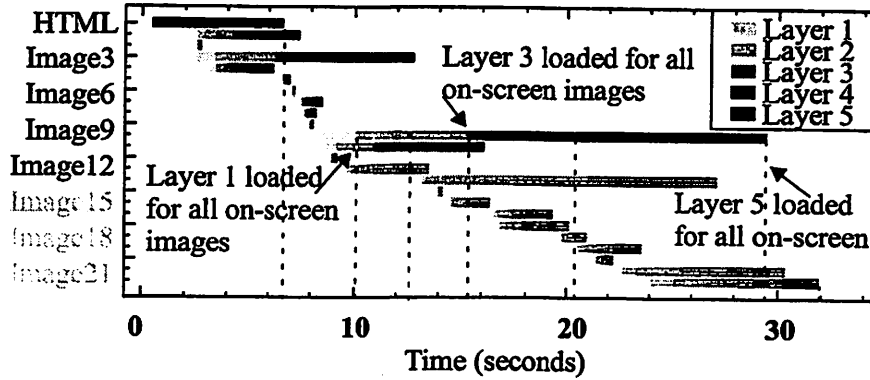 HTML
Image3
Image6
Image9
Image12
Image15
Image18
Image21
Layer 1
Layer 2
Layer 3
Layer 4
Layer 5
Layer 3 loaded for all
on-screen images
Layer 1 loaded
for all on-screen
images
Layer 5 loaded
for all on-screen
0
10
20
30
Time (seconds)